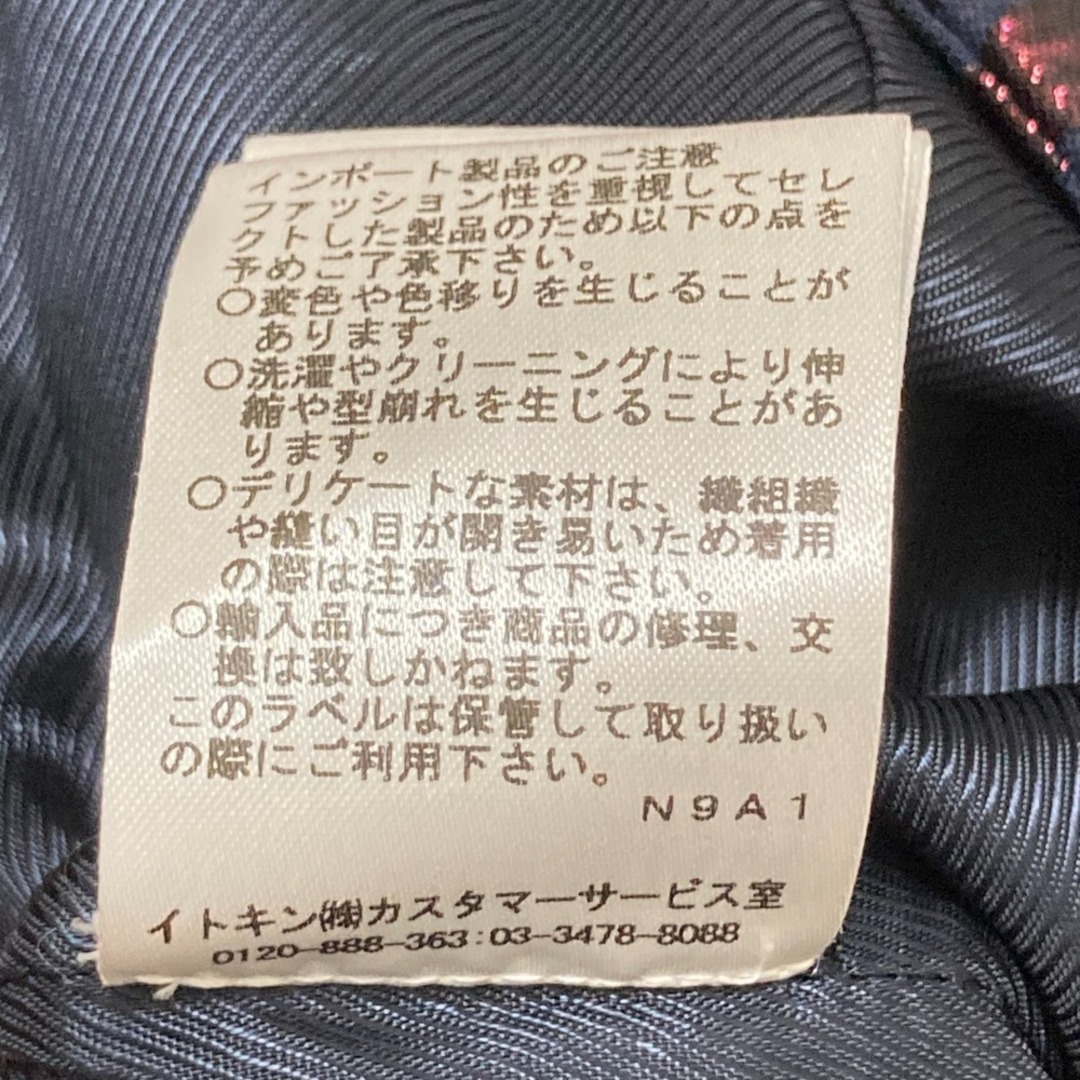 インポート製品のご注意
ファッション性を重視してセレ
クトした製品のため以下の点を
予めご了承下さい。
○変色や色移りを生じることが
あります。
○洗濯やクリーニングにより伸
縮や型崩れを生じることがあ
ります。
○デリケートな素材は、繊組織
や縫い目が開き易いため着用
の際は注意して下さい。
○輸入品につき商品の修理、交
換は致しかねます。
このラベルは保管して取り扱い
の際にご利用下さい。
N9A1
イトキン㈱カスタマーサービス室
0120-888-363:03-3478-8088